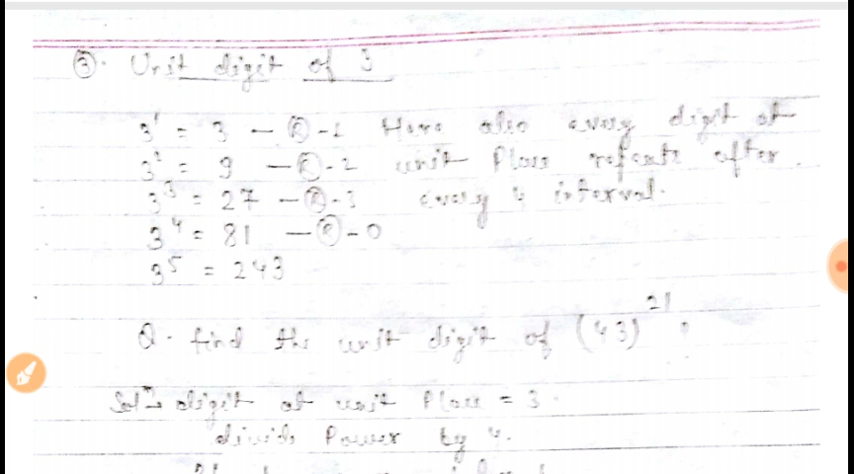 ③. Unit digit of 3
3¹ = 3 — Ⓡ-1 Here also every digit at
3² = 9 — Ⓡ-2 unit place repeats after
3³ = 27 — Ⓡ-3 every 4 interval.
3⁴ = 81 — Ⓡ-0
3⁵ = 243
Q. find the unit digit of (43)²¹?
Solⁿ digit at unit place = 3.
divide Power by 4.